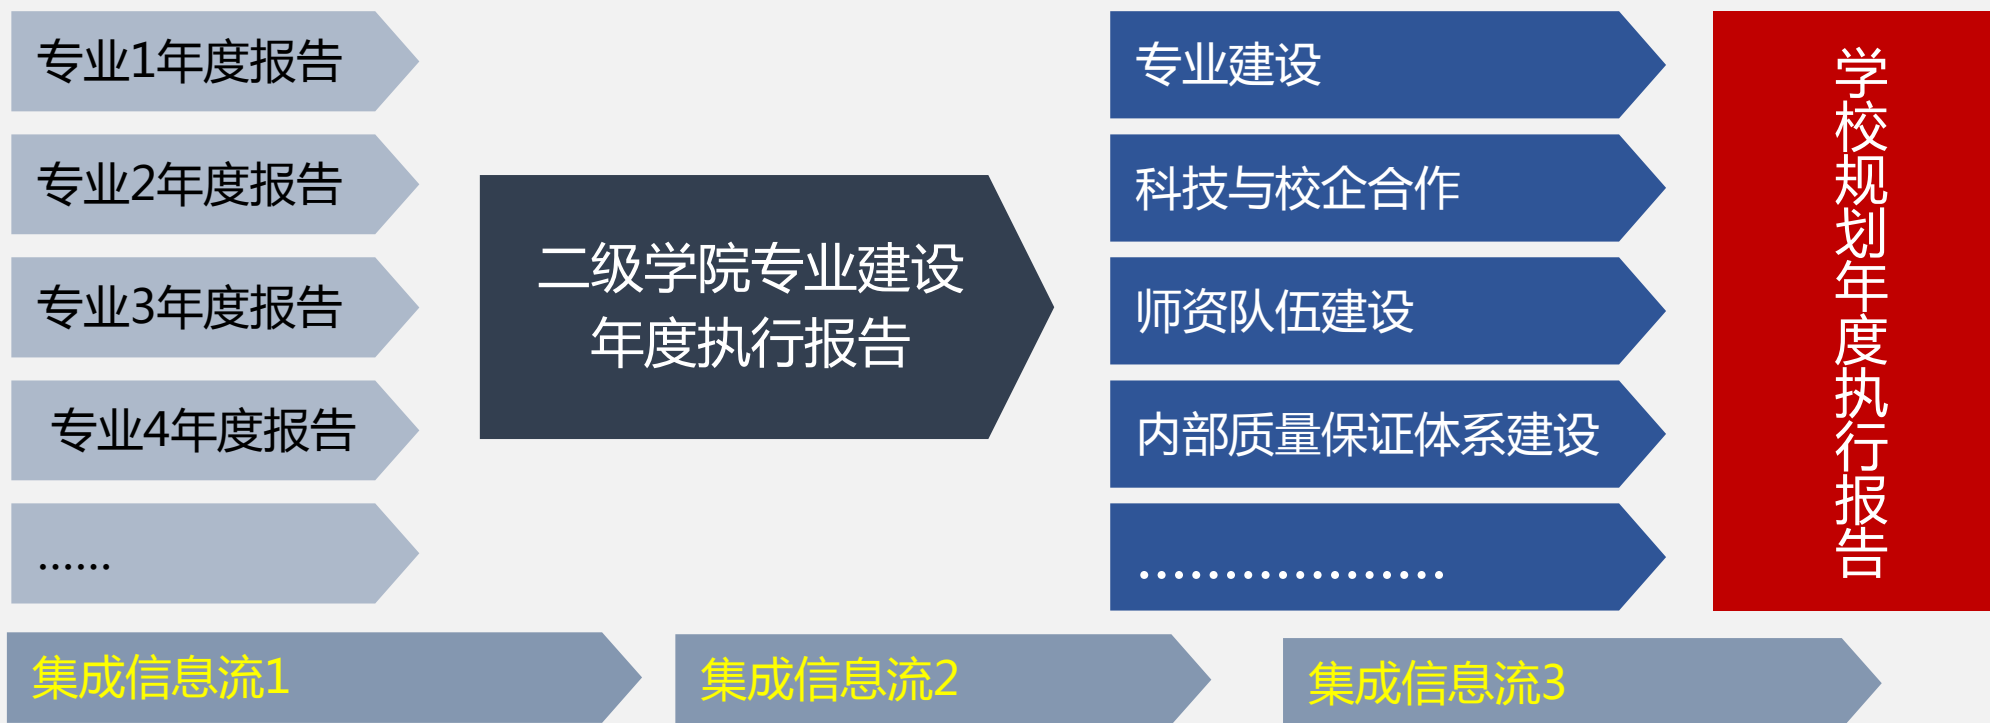 专业1年度报告
专业2年度报告
专业3年度报告
专业4年度报告
……
二级学院专业建设
年度执行报告
专业建设
科技与校企合作
师资队伍建设
内部质量保证体系建设
………………
学校规划年度执行报告
集成信息流1
集成信息流2
集成信息流3